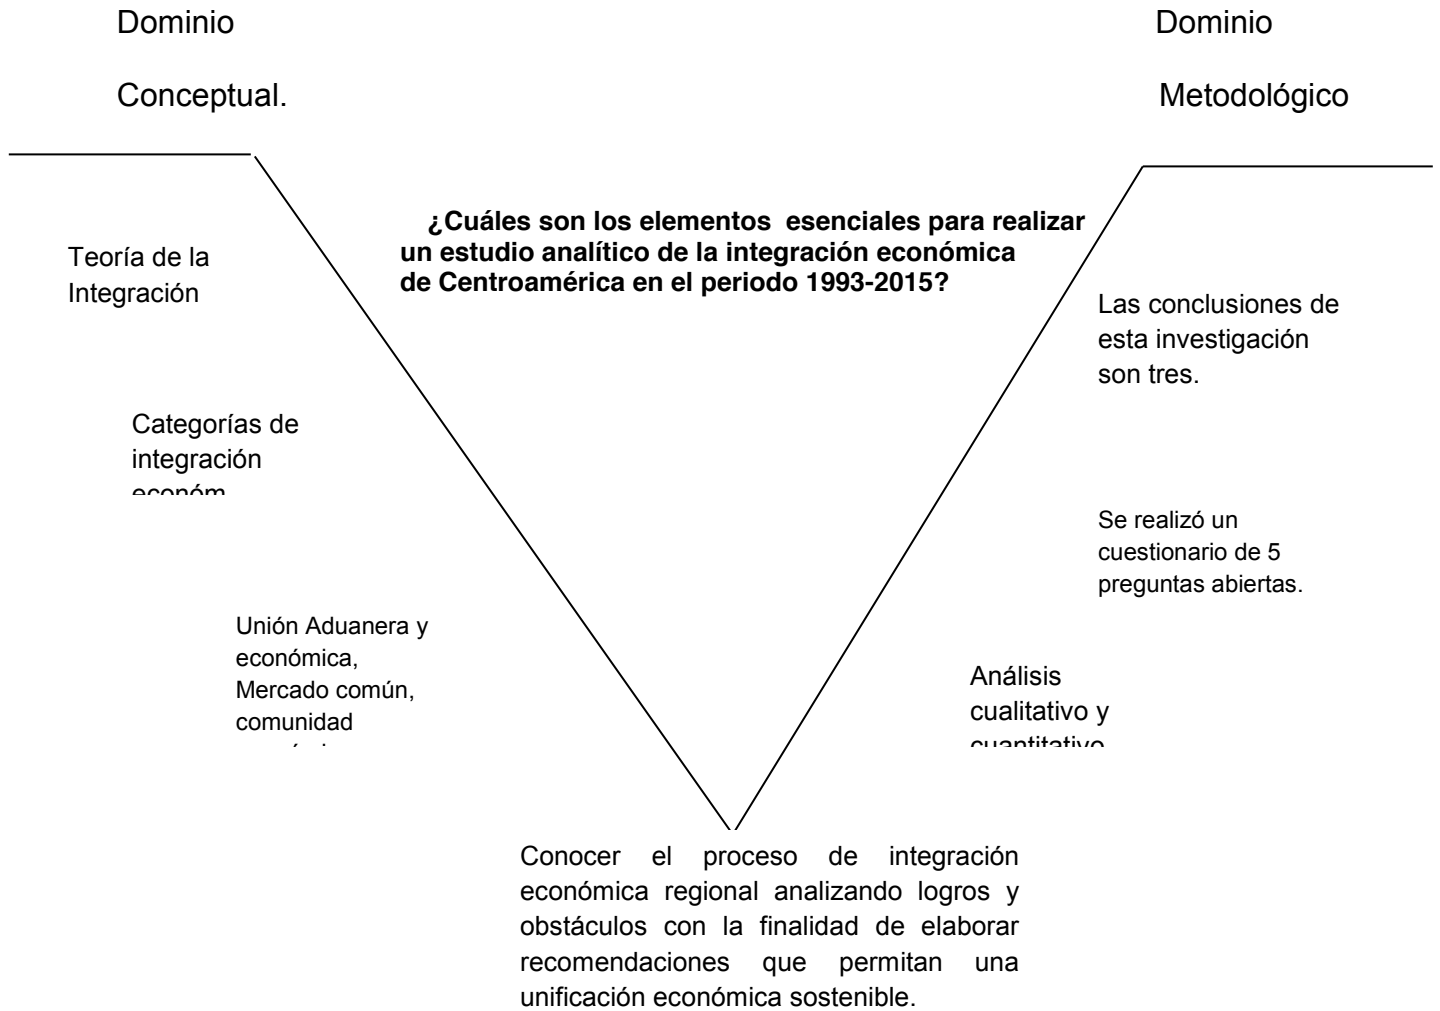 Dominio
Conceptual.
Dominio
Metodológico
¿Cuáles son los elementos esenciales para realizar
un estudio analítico de la integración económica
de Centroamérica en el periodo 1993-2015?
Teoría de la
Integración
Categorías de
integración
económ
Unión Aduanera y
económica,
Mercado común,
comunidad
Las conclusiones de
esta investigación
son tres.
Se realizó un
cuestionario de 5
preguntas abiertas.
Análisis
cualitativo y
cuantitativo
Conocer el proceso de integración
económica regional analizando logros y
obstáculos con la finalidad de elaborar
recomendaciones que permitan una
unificación económica sostenible.